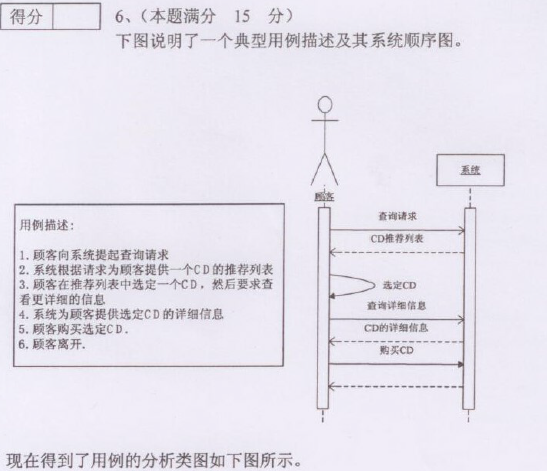 得分
6、（本题满分 15 分）
下图说明了一个典型用例描述及其系统顺序图。
顾客
系统
查询请求
CD推荐列表
选定CD
查询详细信息
CD的详细信息
购买CD
用例描述:
1. 顾客向系统提起查询请求
2. 系统根据请求为顾客提供一个CD的推荐列表
3. 顾客在推荐列表中选定一个CD，然后要求查
看更详细的信息
4. 系统为顾客提供选定CD的详细信息
5. 顾客购买选定CD.
6. 顾客离开.
现在得到了用例的分析类图如下图所示。